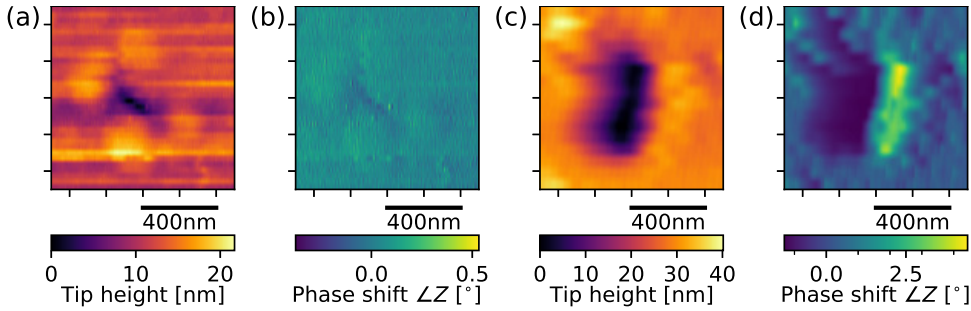 (a) (b) (c) (d)
400nm 400nm 400nm 400nm
0 10 20 0.0 0.5 0 10 20 30 40 0.0 2.5
Tip height [nm] Phase shift ∠Z [°] Tip height [nm] Phase shift ∠Z [°]